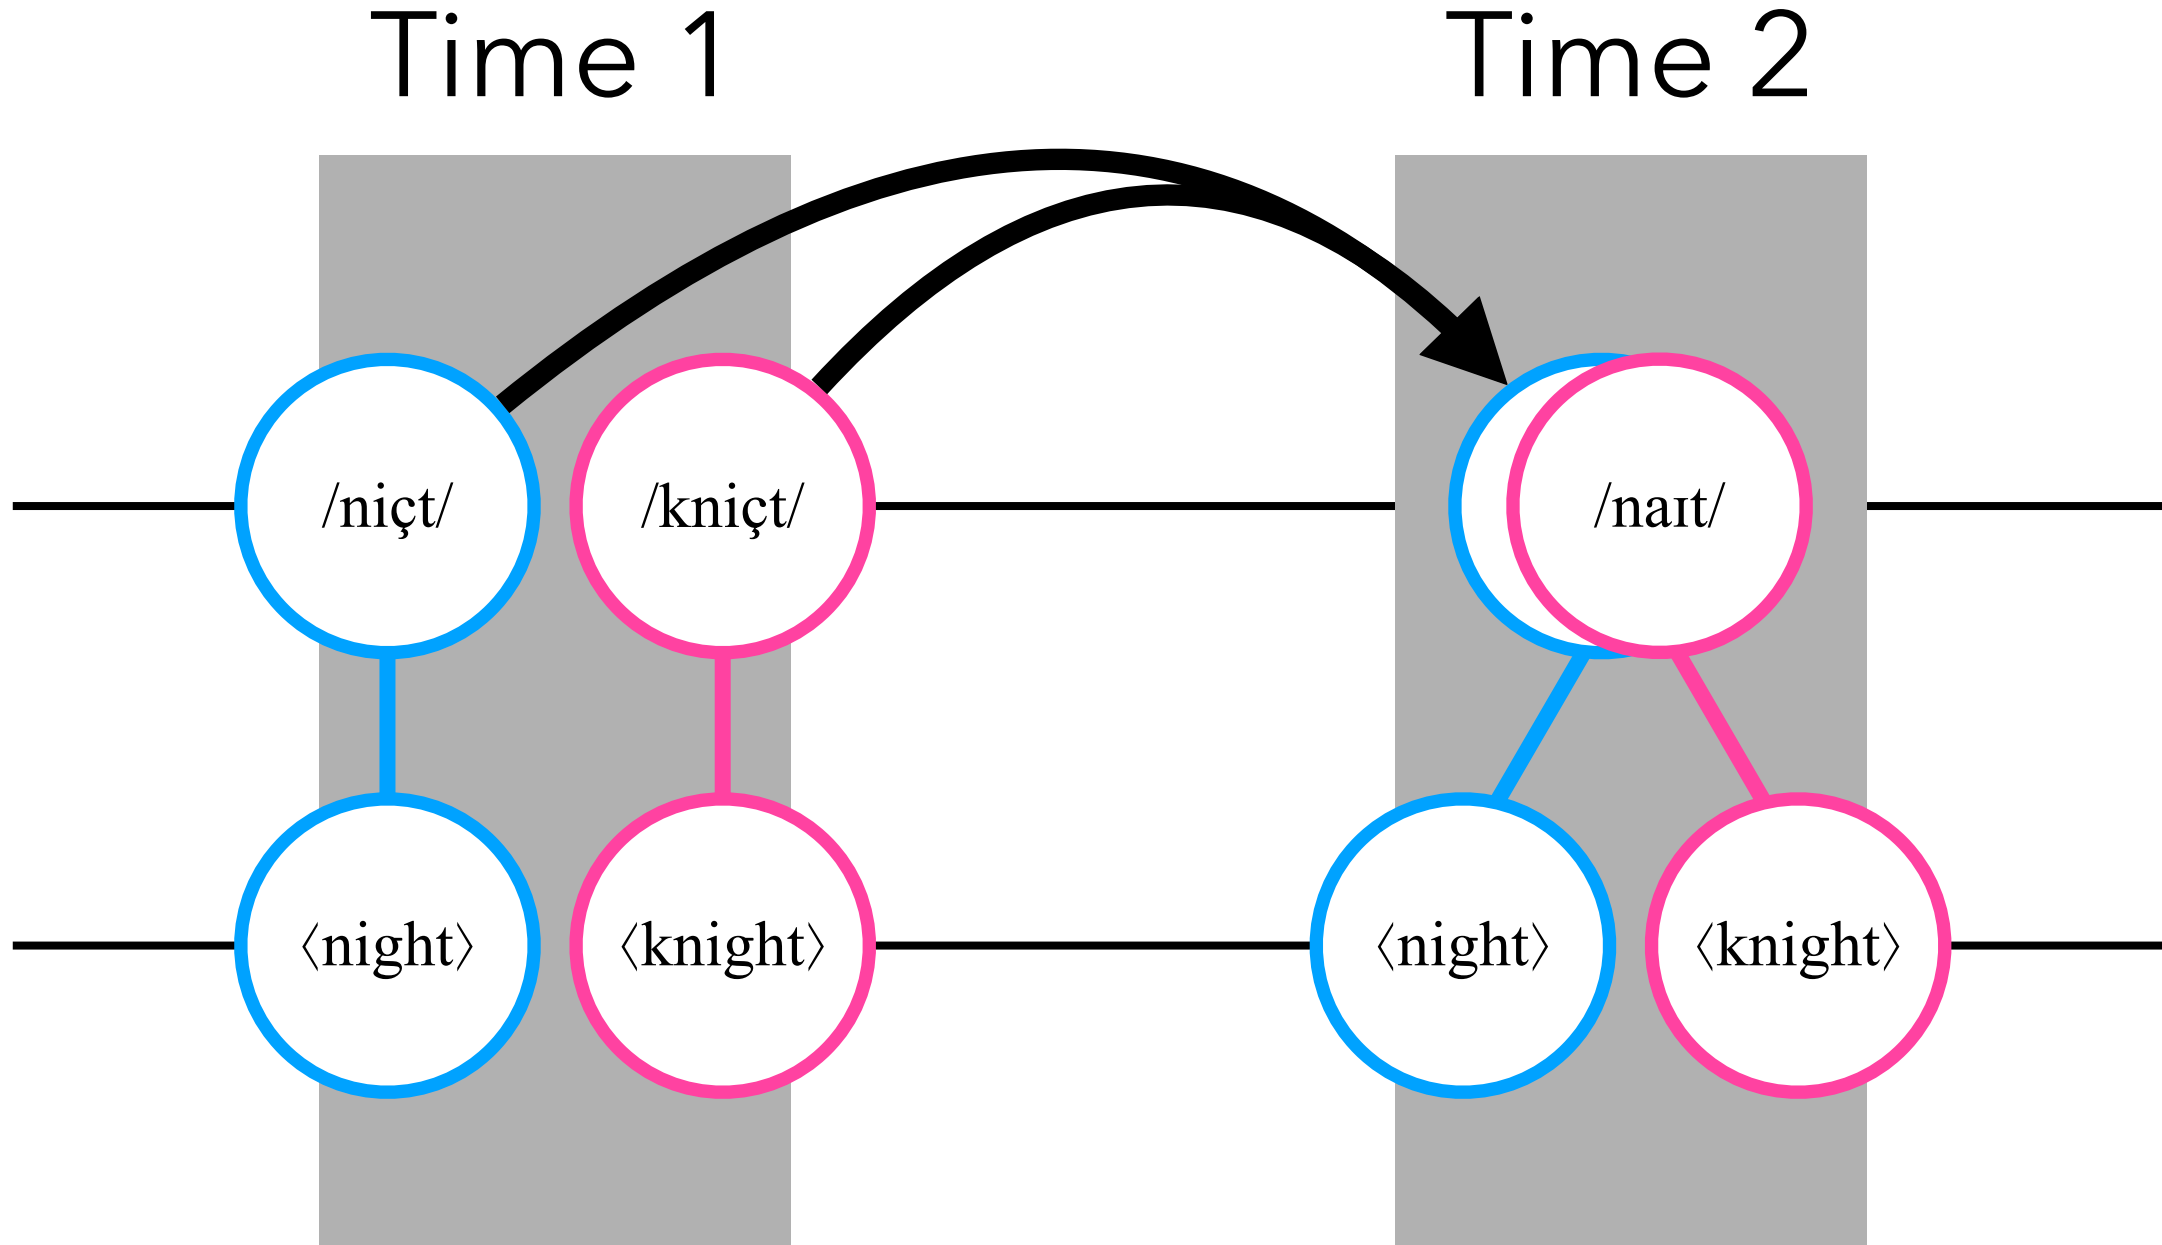 Time 1
Time 2
/niçt/
/kniçt/
/naɪt/
⟨night⟩
⟨knight⟩
⟨night⟩
⟨knight⟩